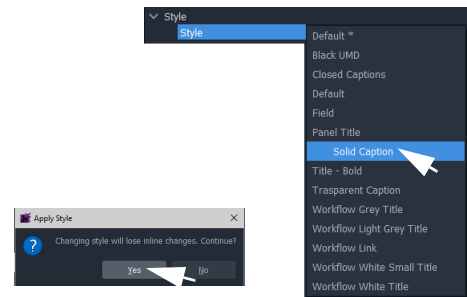 Style
Style
Default *
Black UMD
Closed Captions
Default
Field
Panel Title
Solid Caption
Title - Bold
Trasparent Caption
Workflow Grey Title
Workflow Light Grey Title
Workflow Link
Workflow White Small Title
Workflow White Title
Apply Style
Changing style will lose inline changes. Continue?
Yes
No